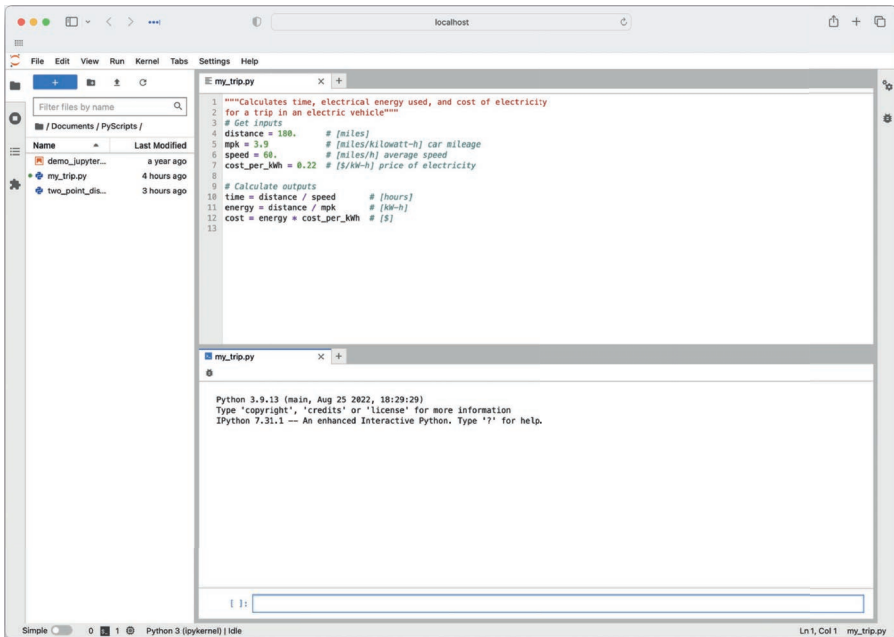 localhost
File Edit View Run Kernel Tabs Settings Help
+
Filter files by name
/ Documents / PyScripts /
Name Last Modified
demo_jupyter... a year ago
my_trip.py 4 hours ago
two_point_dis... 3 hours ago
my_trip.py × +
1 """Calculates time, electrical energy used, and cost of electricity
2 for a trip in an electric vehicle"""
3 # Get inputs
4 distance = 180. # [miles]
5 mpk = 3.9 # [miles/kilowatt-h] car mileage
6 speed = 60. # [miles/h] average speed
7 cost_per_kWh = 0.22 # [$/kW-h] price of electricity
8
9 # Calculate outputs
10 time = distance / speed # [hours]
11 energy = distance / mpk # [kW-h]
12 cost = energy * cost_per_kWh # [$]
13
my_trip.py × +
Python 3.9.13 (main, Aug 25 2022, 18:29:29)
Type 'copyright', 'credits' or 'license' for more information
IPython 7.31.1 -- An enhanced Interactive Python. Type '?' for help.
[ ]:
Simple 0 1 Python 3 (ipykernel) | Idle Ln 1, Col 1 my_trip.py